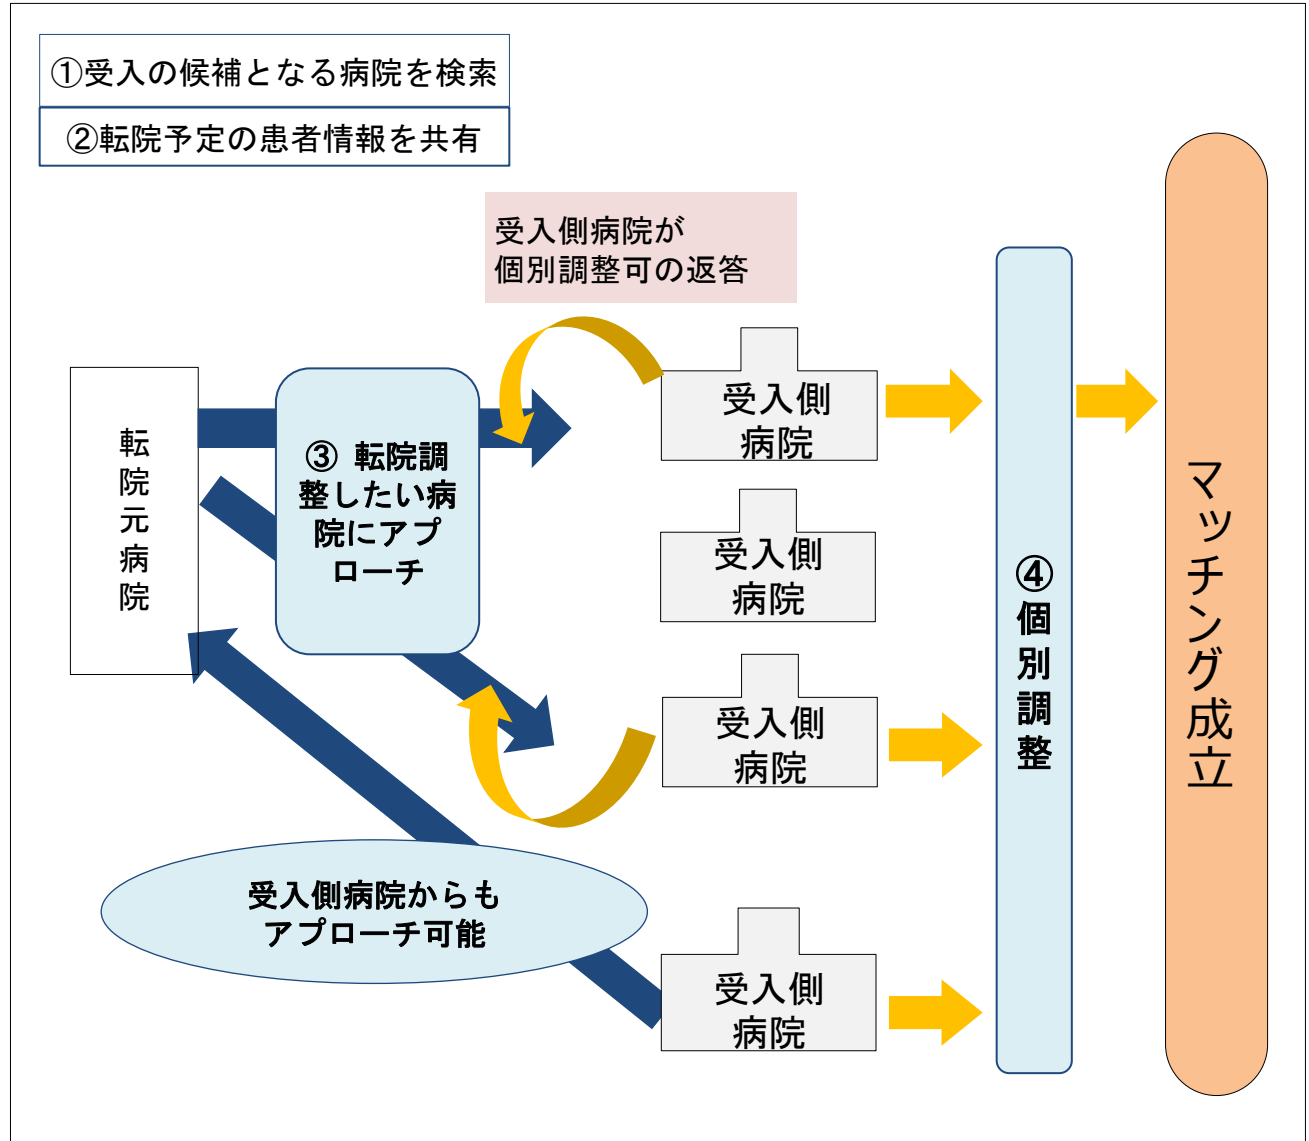 ①受入の候補となる病院を検索
②転院予定の患者情報を共有
受入側病院が
個別調整可の返答
転院元病院
③ 転院調
整したい病
院にアプ
ローチ
受入側
病院
受入側
病院
受入側
病院
受入側病院からも
アプローチ可能
受入側
病院
④個別調整
マッチング成立